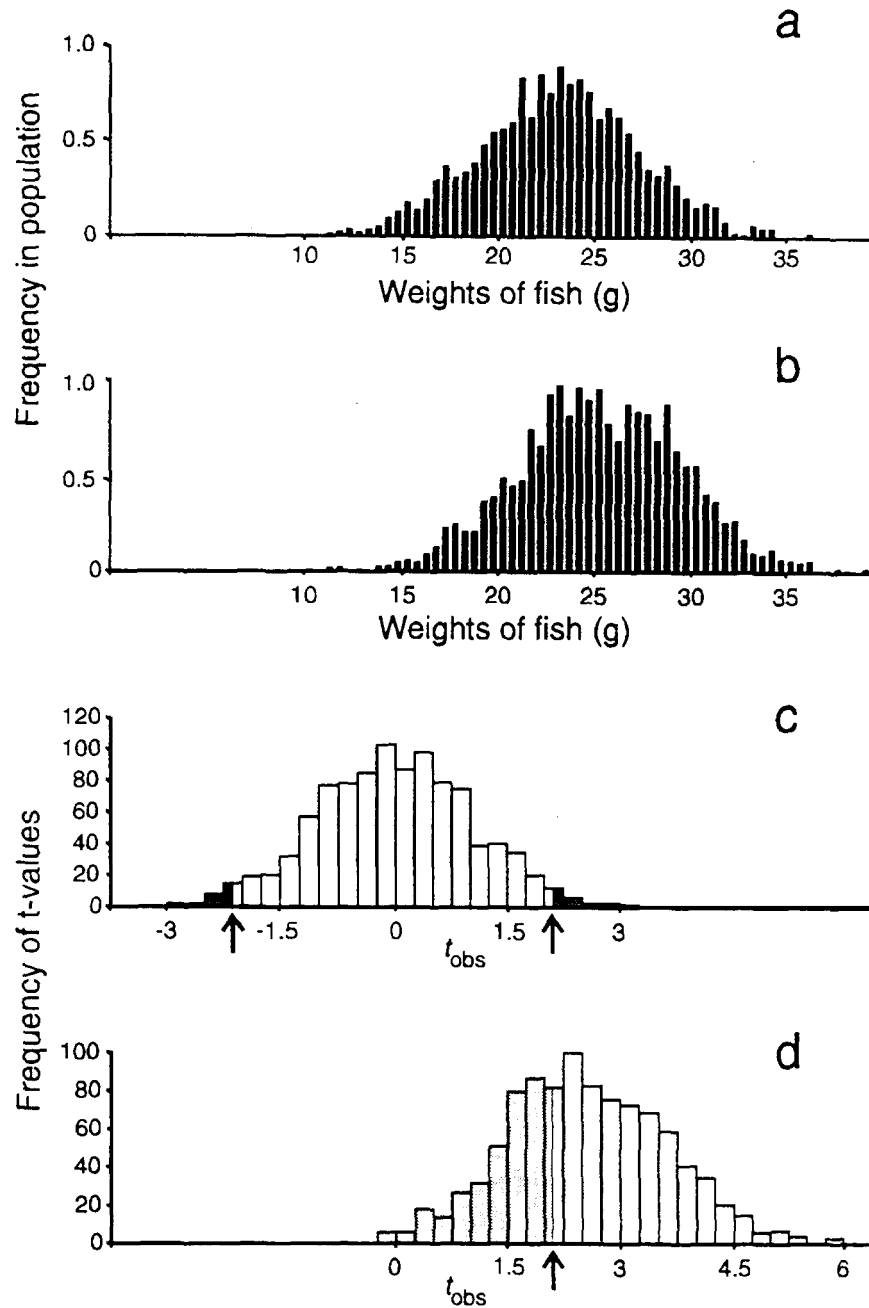 a
Frequency in population
1.0
0.5
0
10 15 20 25 30 35
Weights of fish (g)
b
1.0
0.5
0
10 15 20 25 30 35
Weights of fish (g)
c
Frequency of t-values
120
100
80
60
40
20
0
-3 -1.5 0 1.5 3
tobs
d
100
80
60
40
20
0
0 1.5 3 4.5 6
tobs